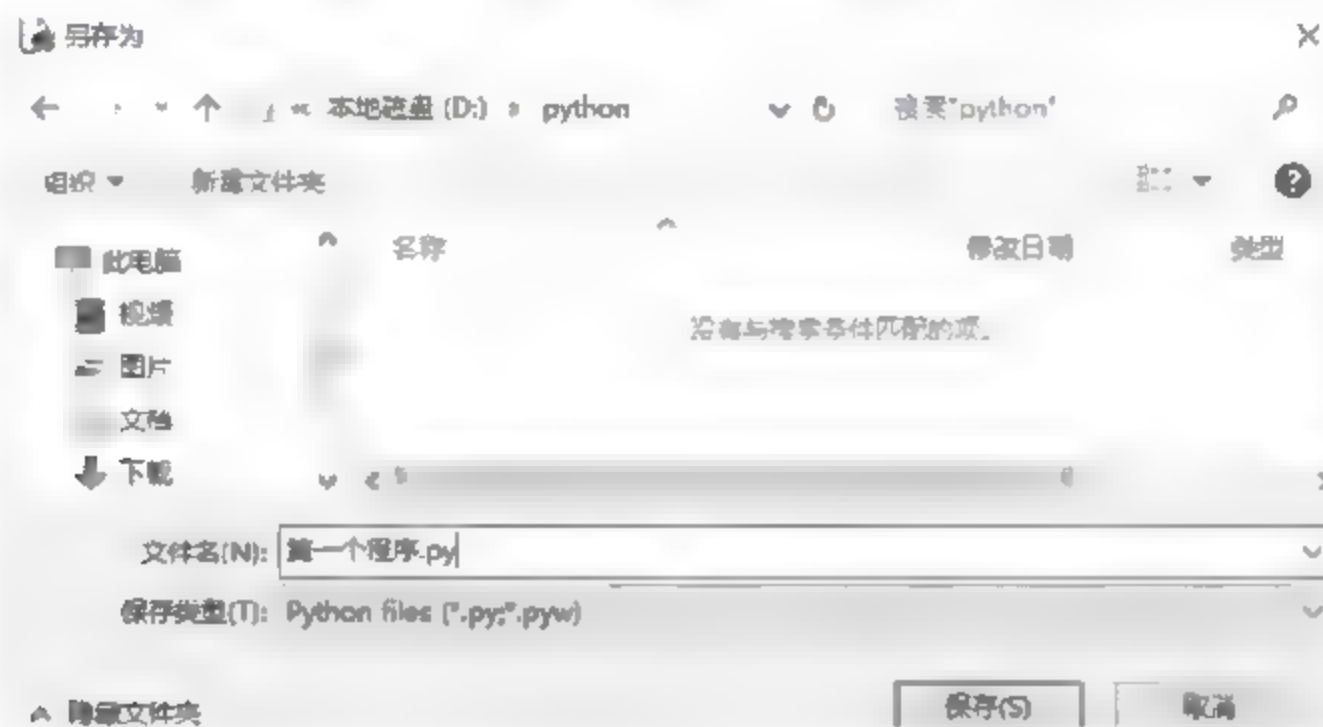 另存为
本地磁盘 (D:) › python 搜索"python"
组织 新建文件夹
名称 修改日期 类型
此电脑
视频
没有与搜索条件匹配的项。
图片
文档
下载
文件名(N): 第一个程序.py
保存类型(T): Python files (*.py;*.pyw)
隐藏文件夹 保存(S) 取消